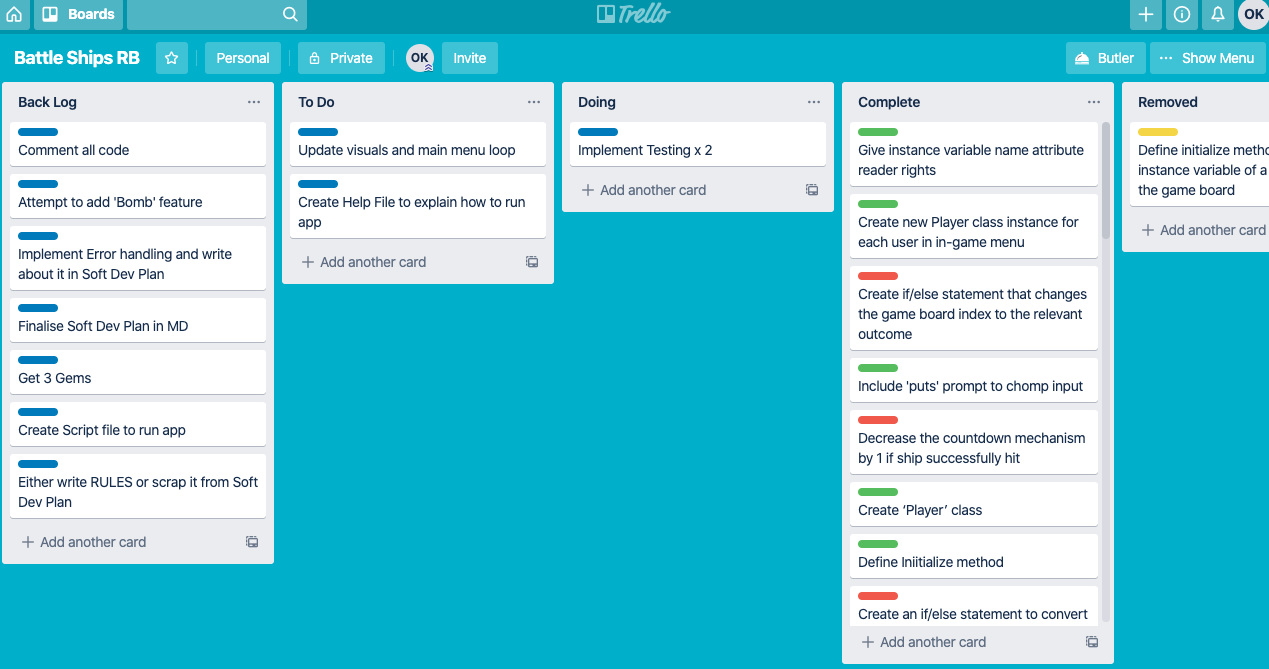 Boards
Trello
OK
Battle Ships RB
Personal
Private
OK
Invite
Butler
Show Menu
Back Log
Comment all code
Attempt to add 'Bomb' feature
Implement Error handling and write
about it in Soft Dev Plan
Finalise Soft Dev Plan in MD
Get 3 Gems
Create Script file to run app
Either write RULES or scrap it from Soft
Dev Plan
Add another card
To Do
Update visuals and main menu loop
Create Help File to explain how to run
app
Add another card
Doing
Implement Testing x 2
Add another card
Complete
Give instance variable name attribute
reader rights
Create new Player class instance for
each user in in-game menu
Create if/else statement that changes
the game board index to the relevant
outcome
Include 'puts' prompt to chomp input
Decrease the countdown mechanism
by 1 if ship successfully hit
Create ‘Player’ class
Define Iniitialize method
Create an if/else statement to convert
Add another card
Removed
Define initialize
instance variable of a
the game board
Add another card